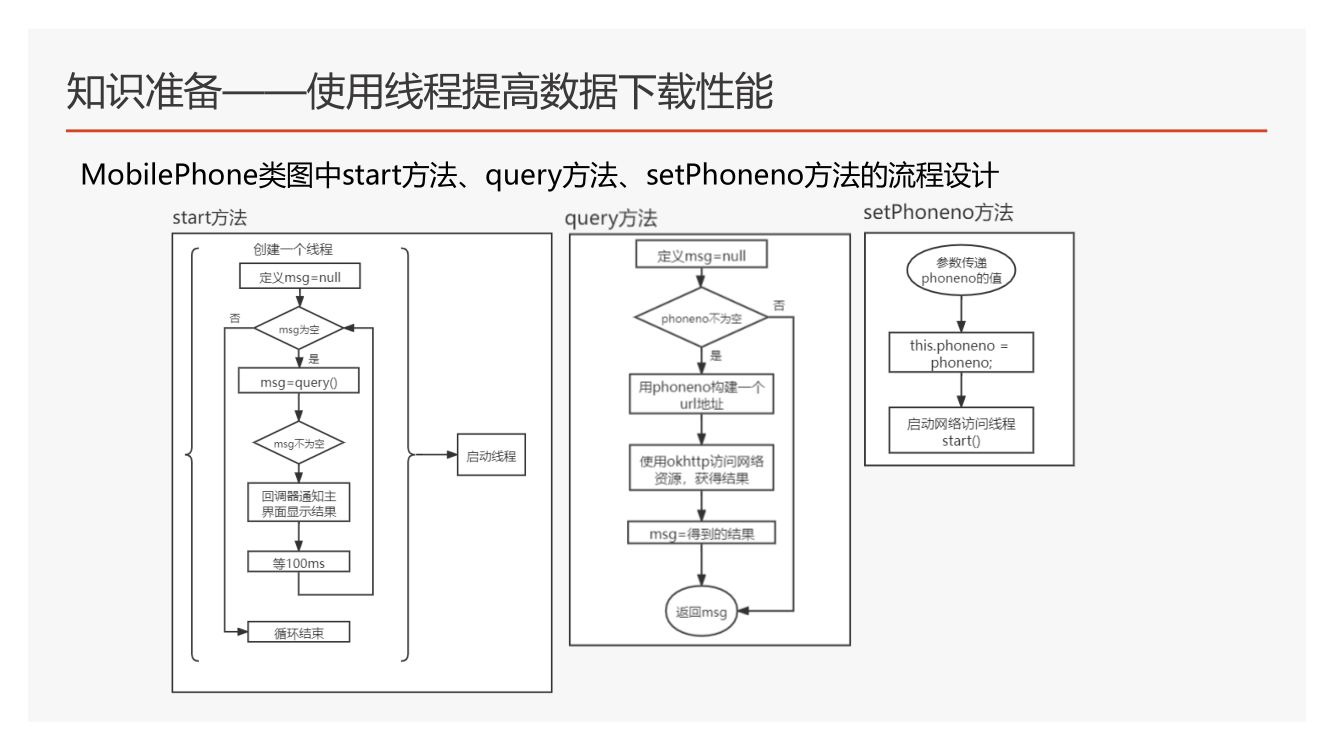 知识准备——使用线程提高数据下载性能
MobilePhone类图中start方法、query方法、setPhoneno方法的流程设计
start方法
创建一个线程
定义msg=null
msg为空
否
是
msg=query()
msg不为空
回调器通知主
界面显示结果
等100ms
循环结束
启动线程
query方法
定义msg=null
phoneno不为空
否
是
用phoneno构建一个
url地址
使用okhttp访问网络
资源，获得结果
msg=得到的结果
返回msg
setPhoneno方法
参数传递
phoneno的值
this.phoneno =
phoneno;
启动网络访问线程
start()